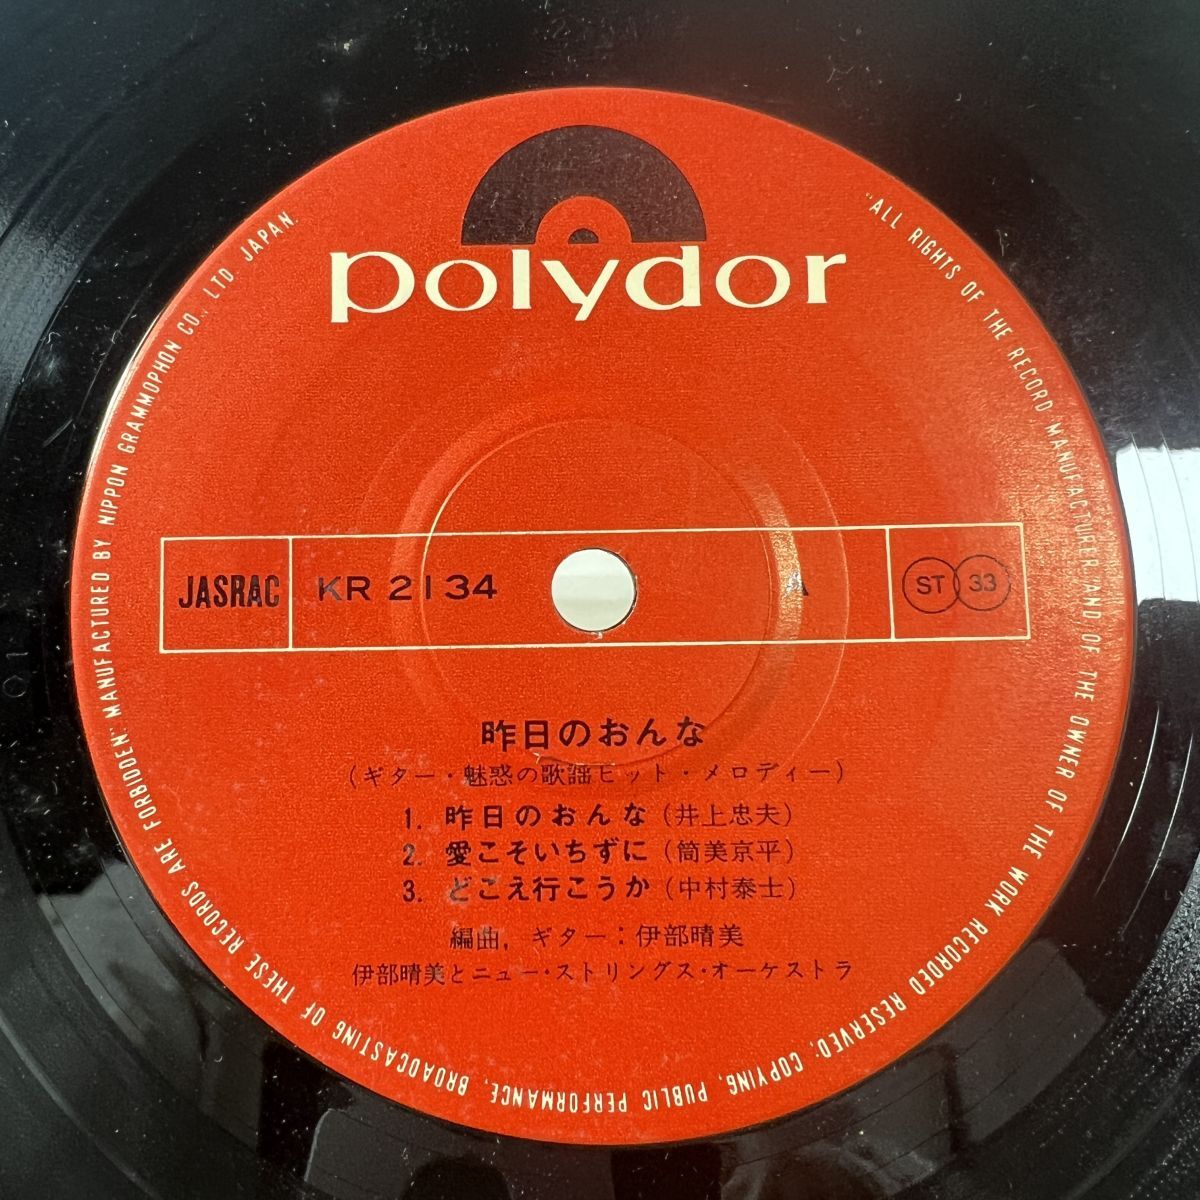 polydor
JASRAC
KR 2134
A
ST 33
昨日のおんな
(ギター・魅惑の歌謡ヒット・メロディー)
1. 昨日のおんな(井上忠夫)
2. 愛こそいちずに(筒美京平)
3. どこえ行こうか(中村泰士)
編曲, ギター:伊部晴美
伊部晴美とニュー・ストリングス・オーケストラ
"ALL RIGHTS OF THE RECORD MANUFACTURER AND OF THE OWNER OF THE WORK RECORDED RESERVED; COPYING, PUBLIC PERFORMANCE, BROADCASTING OF THESE RECORDS ARE FORBIDDEN" MANUFACTURED BY NIPPON GRAMMOPHON CO., LTD JAPAN.